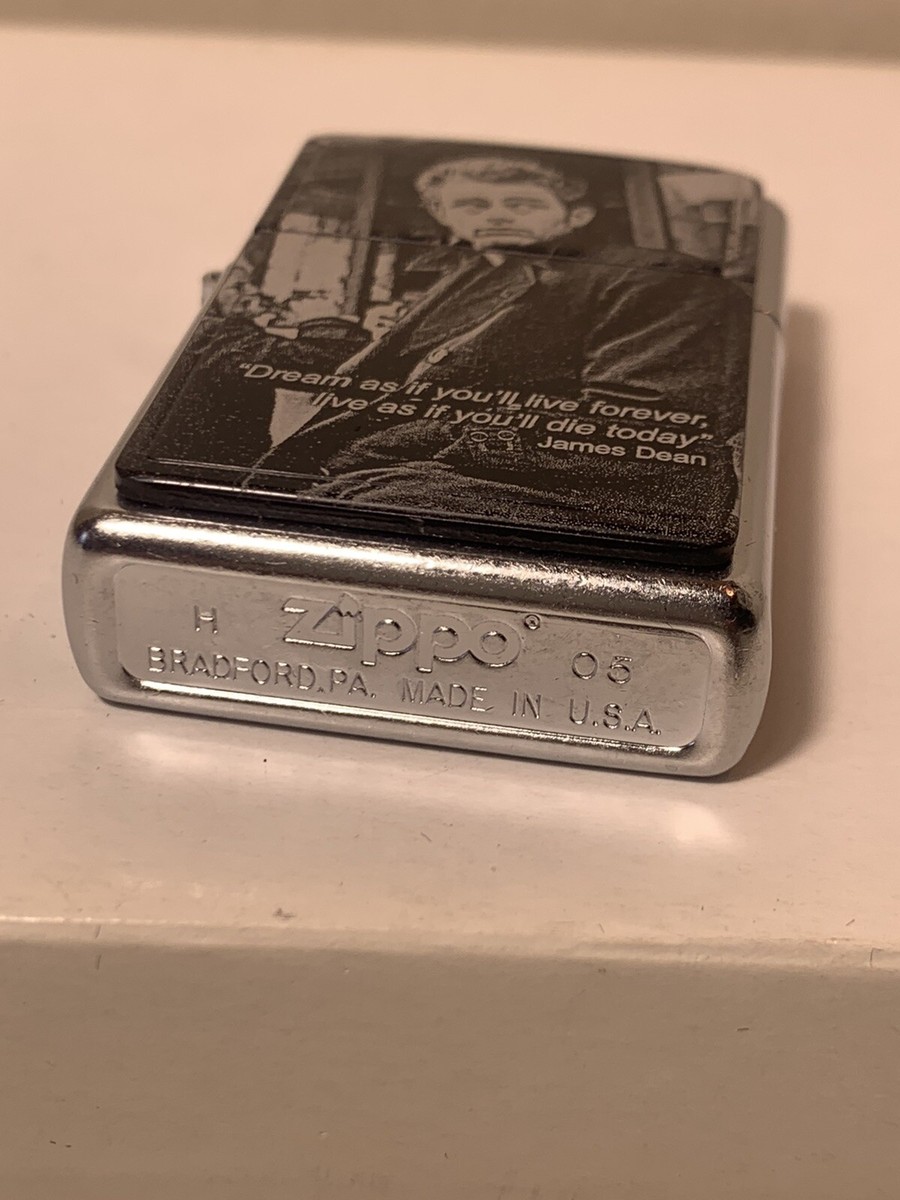 “Dream as if you’ll live forever,
live as if you’ll die today”
James Dean
H Zippo® 05
BRADFORD, PA. MADE IN U.S.A.